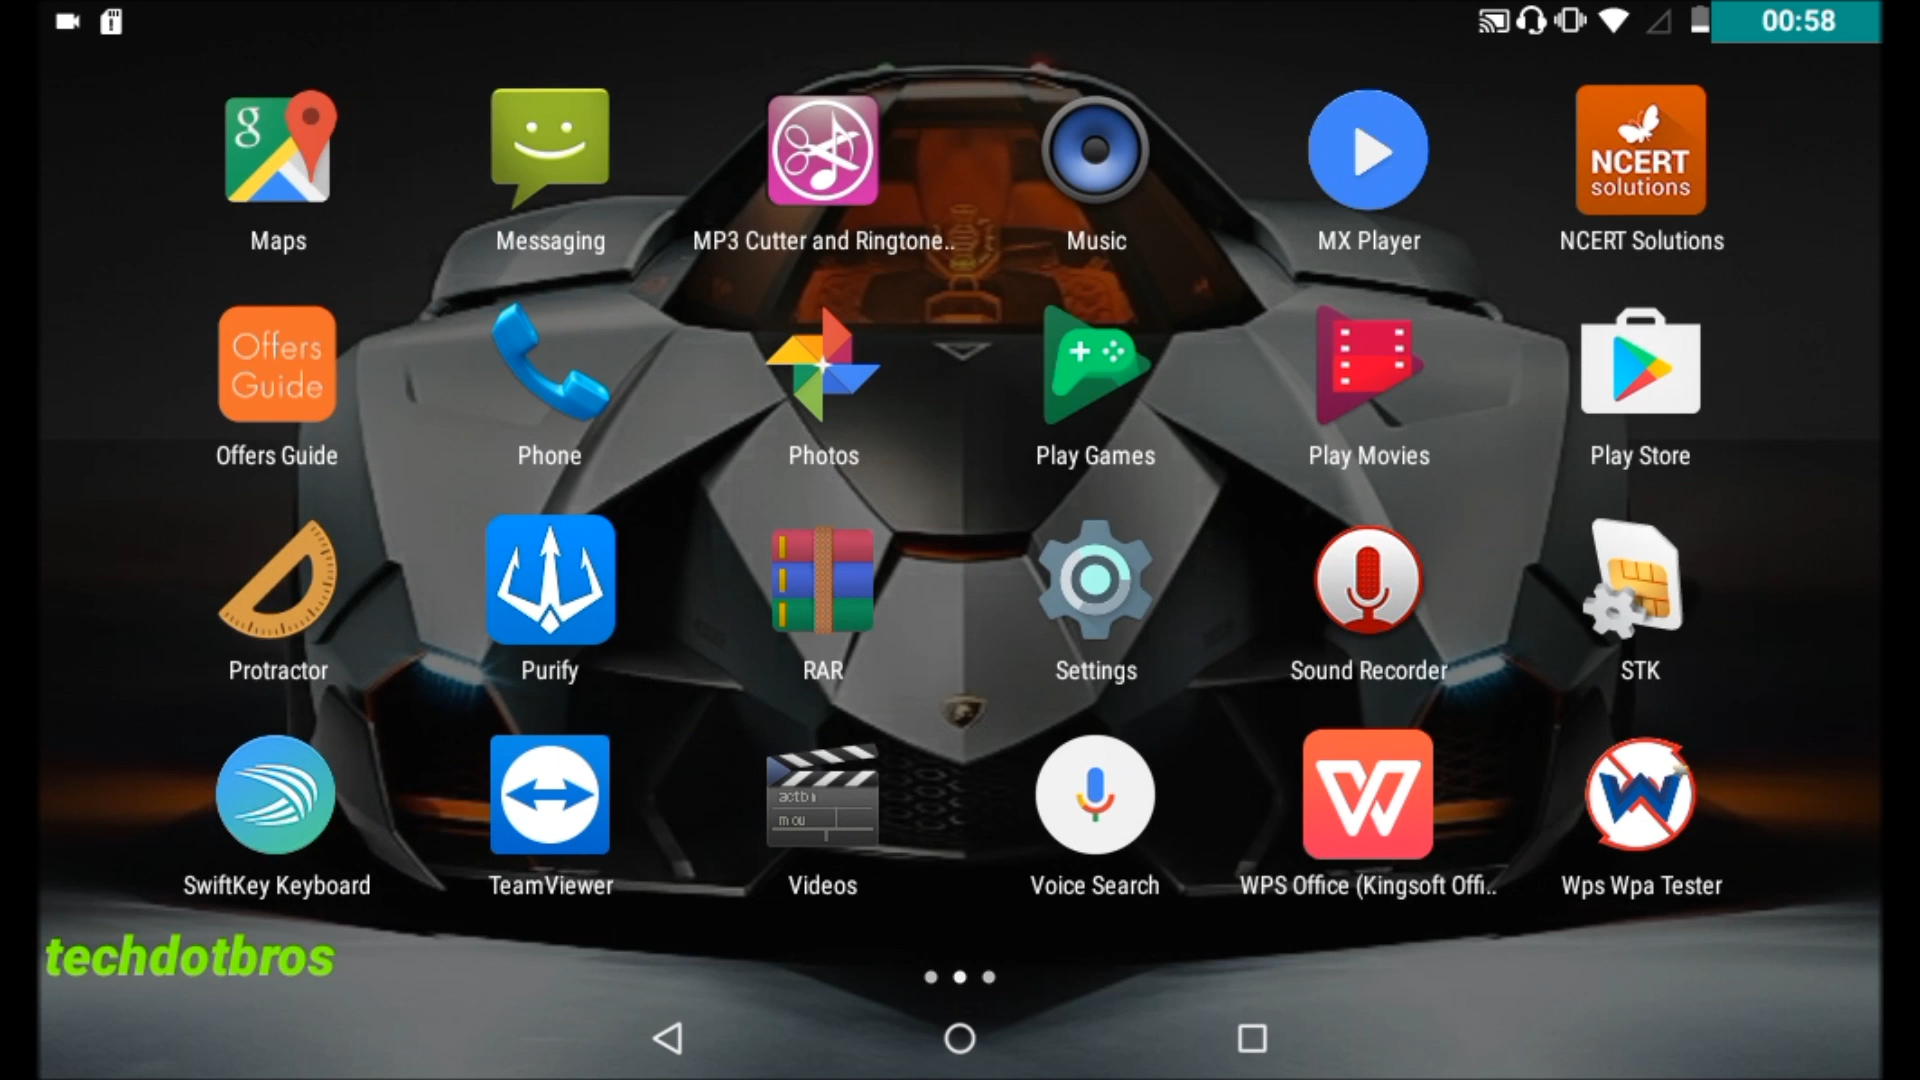 00:58
g
NCERT
solutions
Maps
Messaging
MP3 Cutter and Ringtone..
Music
MX Player
NCERT Solutions
Offers
Guide
Offers Guide
Phone
Photos
Play Games
Play Movies
Play Store
Protractor
Purify
RAR
Settings
Sound Recorder
STK
W
SwiftKey Keyboard
TeamViewer
Videos
Voice Search
WPS Office (Kingsoft Offi..
Wps Wpa Tester
techdotbros